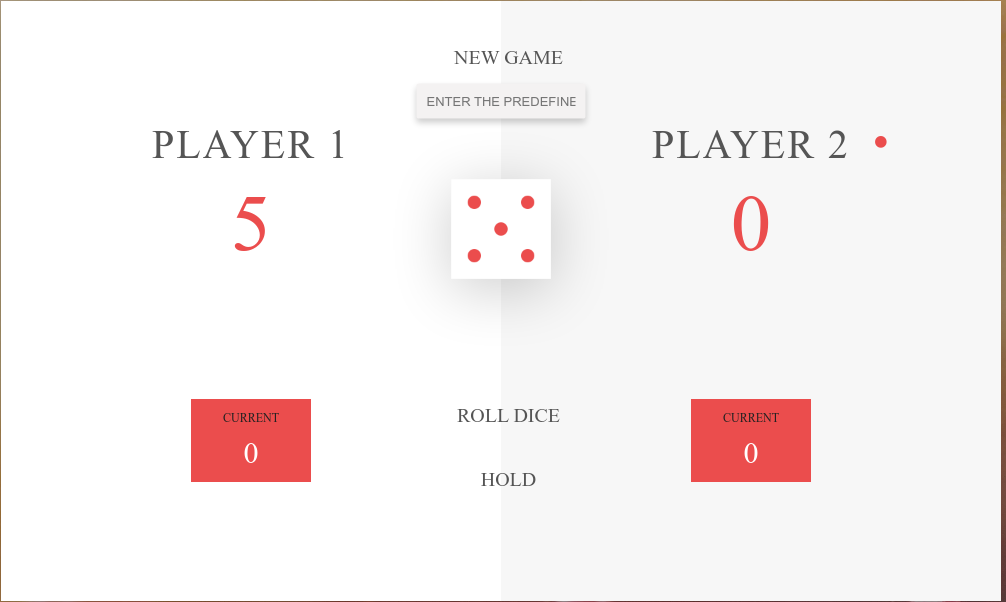 NEW GAME
ENTER THE PREDEFINE
PLAYER 1
5
PLAYER 2
0
CURRENT
0
ROLL DICE
HOLD
CURRENT
0